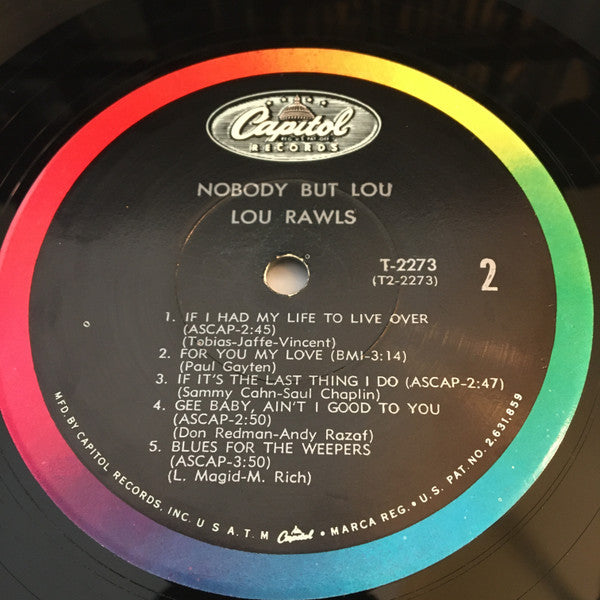 Capitol
REG. U.S. PAT. OFF.
RECORDS
NOBODY BUT LOU
LOU RAWLS
T-2273
(T2-2273)
2
1. IF I HAD MY LIFE TO LIVE OVER
(ASCAP-2:45)
(Tobias-Jaffe-Vincent)
2. FOR YOU MY LOVE (BMI-3:14)
(Paul Gayten)
3. IF IT'S THE LAST THING I DO (ASCAP-2:47)
(Sammy Cahn-Saul Chaplin)
4. GEE BABY, AIN'T I GOOD TO YOU
(ASCAP-2:50)
(Don Redman-Andy Razaf)
5. BLUES FOR THE WEEPERS
(ASCAP-3:50)
(L. Magid-M. Rich)
MFD. BY CAPITOL RECORDS, INC. U S A. T. M Capitol • MARCA REG. • U.S. PAT. NO. 2,631,859